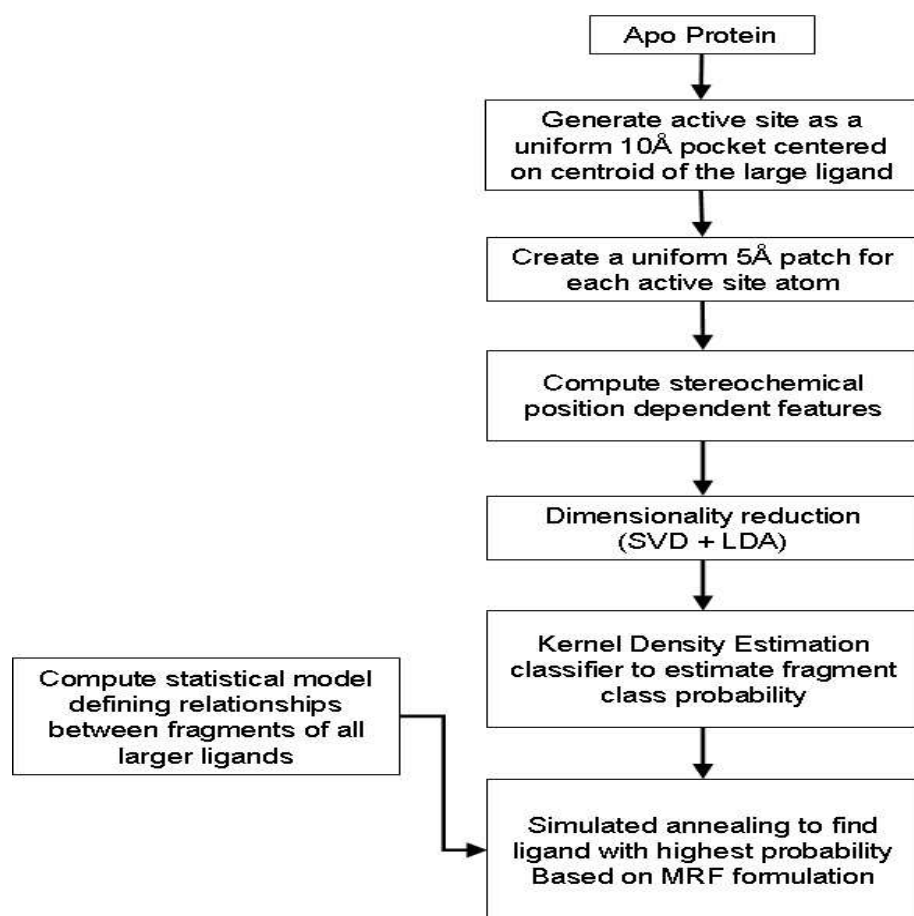 Apo Protein
Generate active site as a
uniform 10Å pocket centered
on centroid of the large ligand
Create a uniform 5Å patch for
each active site atom
Compute stereochemical
position dependent features
Dimensionality reduction
(SVD + LDA)
Kernel Density Estimation
classifier to estimate fragment
class probability
Compute statistical model
defining relationships
between fragments of all
larger ligands
Simulated annealing to find
ligand with highest probability
Based on MRF formulation